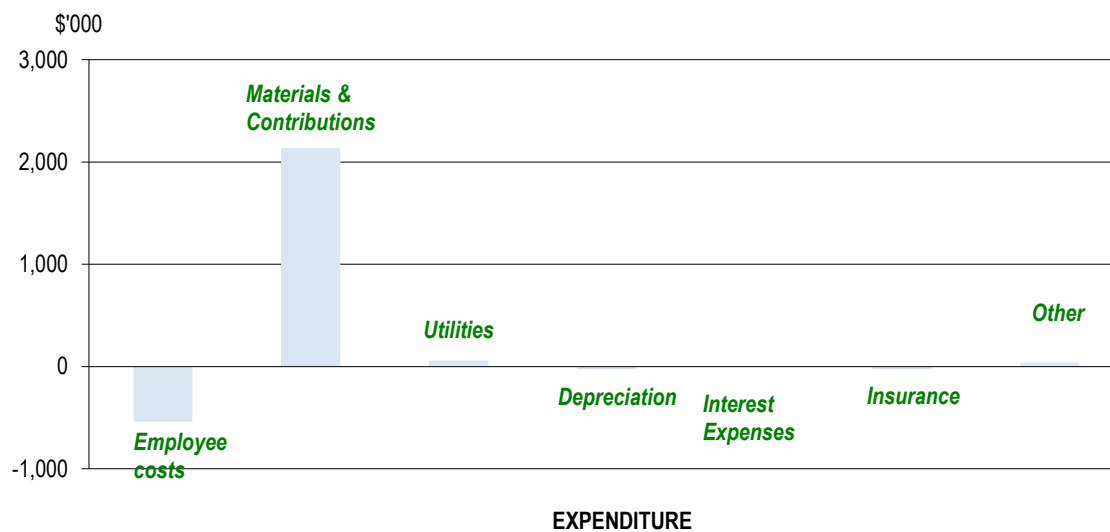 $'000
3,000
Materials &
Contributions
2,000
1,000
Other
Utilities
0
Depreciation
Interest
Expenses
Insurance
Employee
costs
-1,000
EXPENDITURE